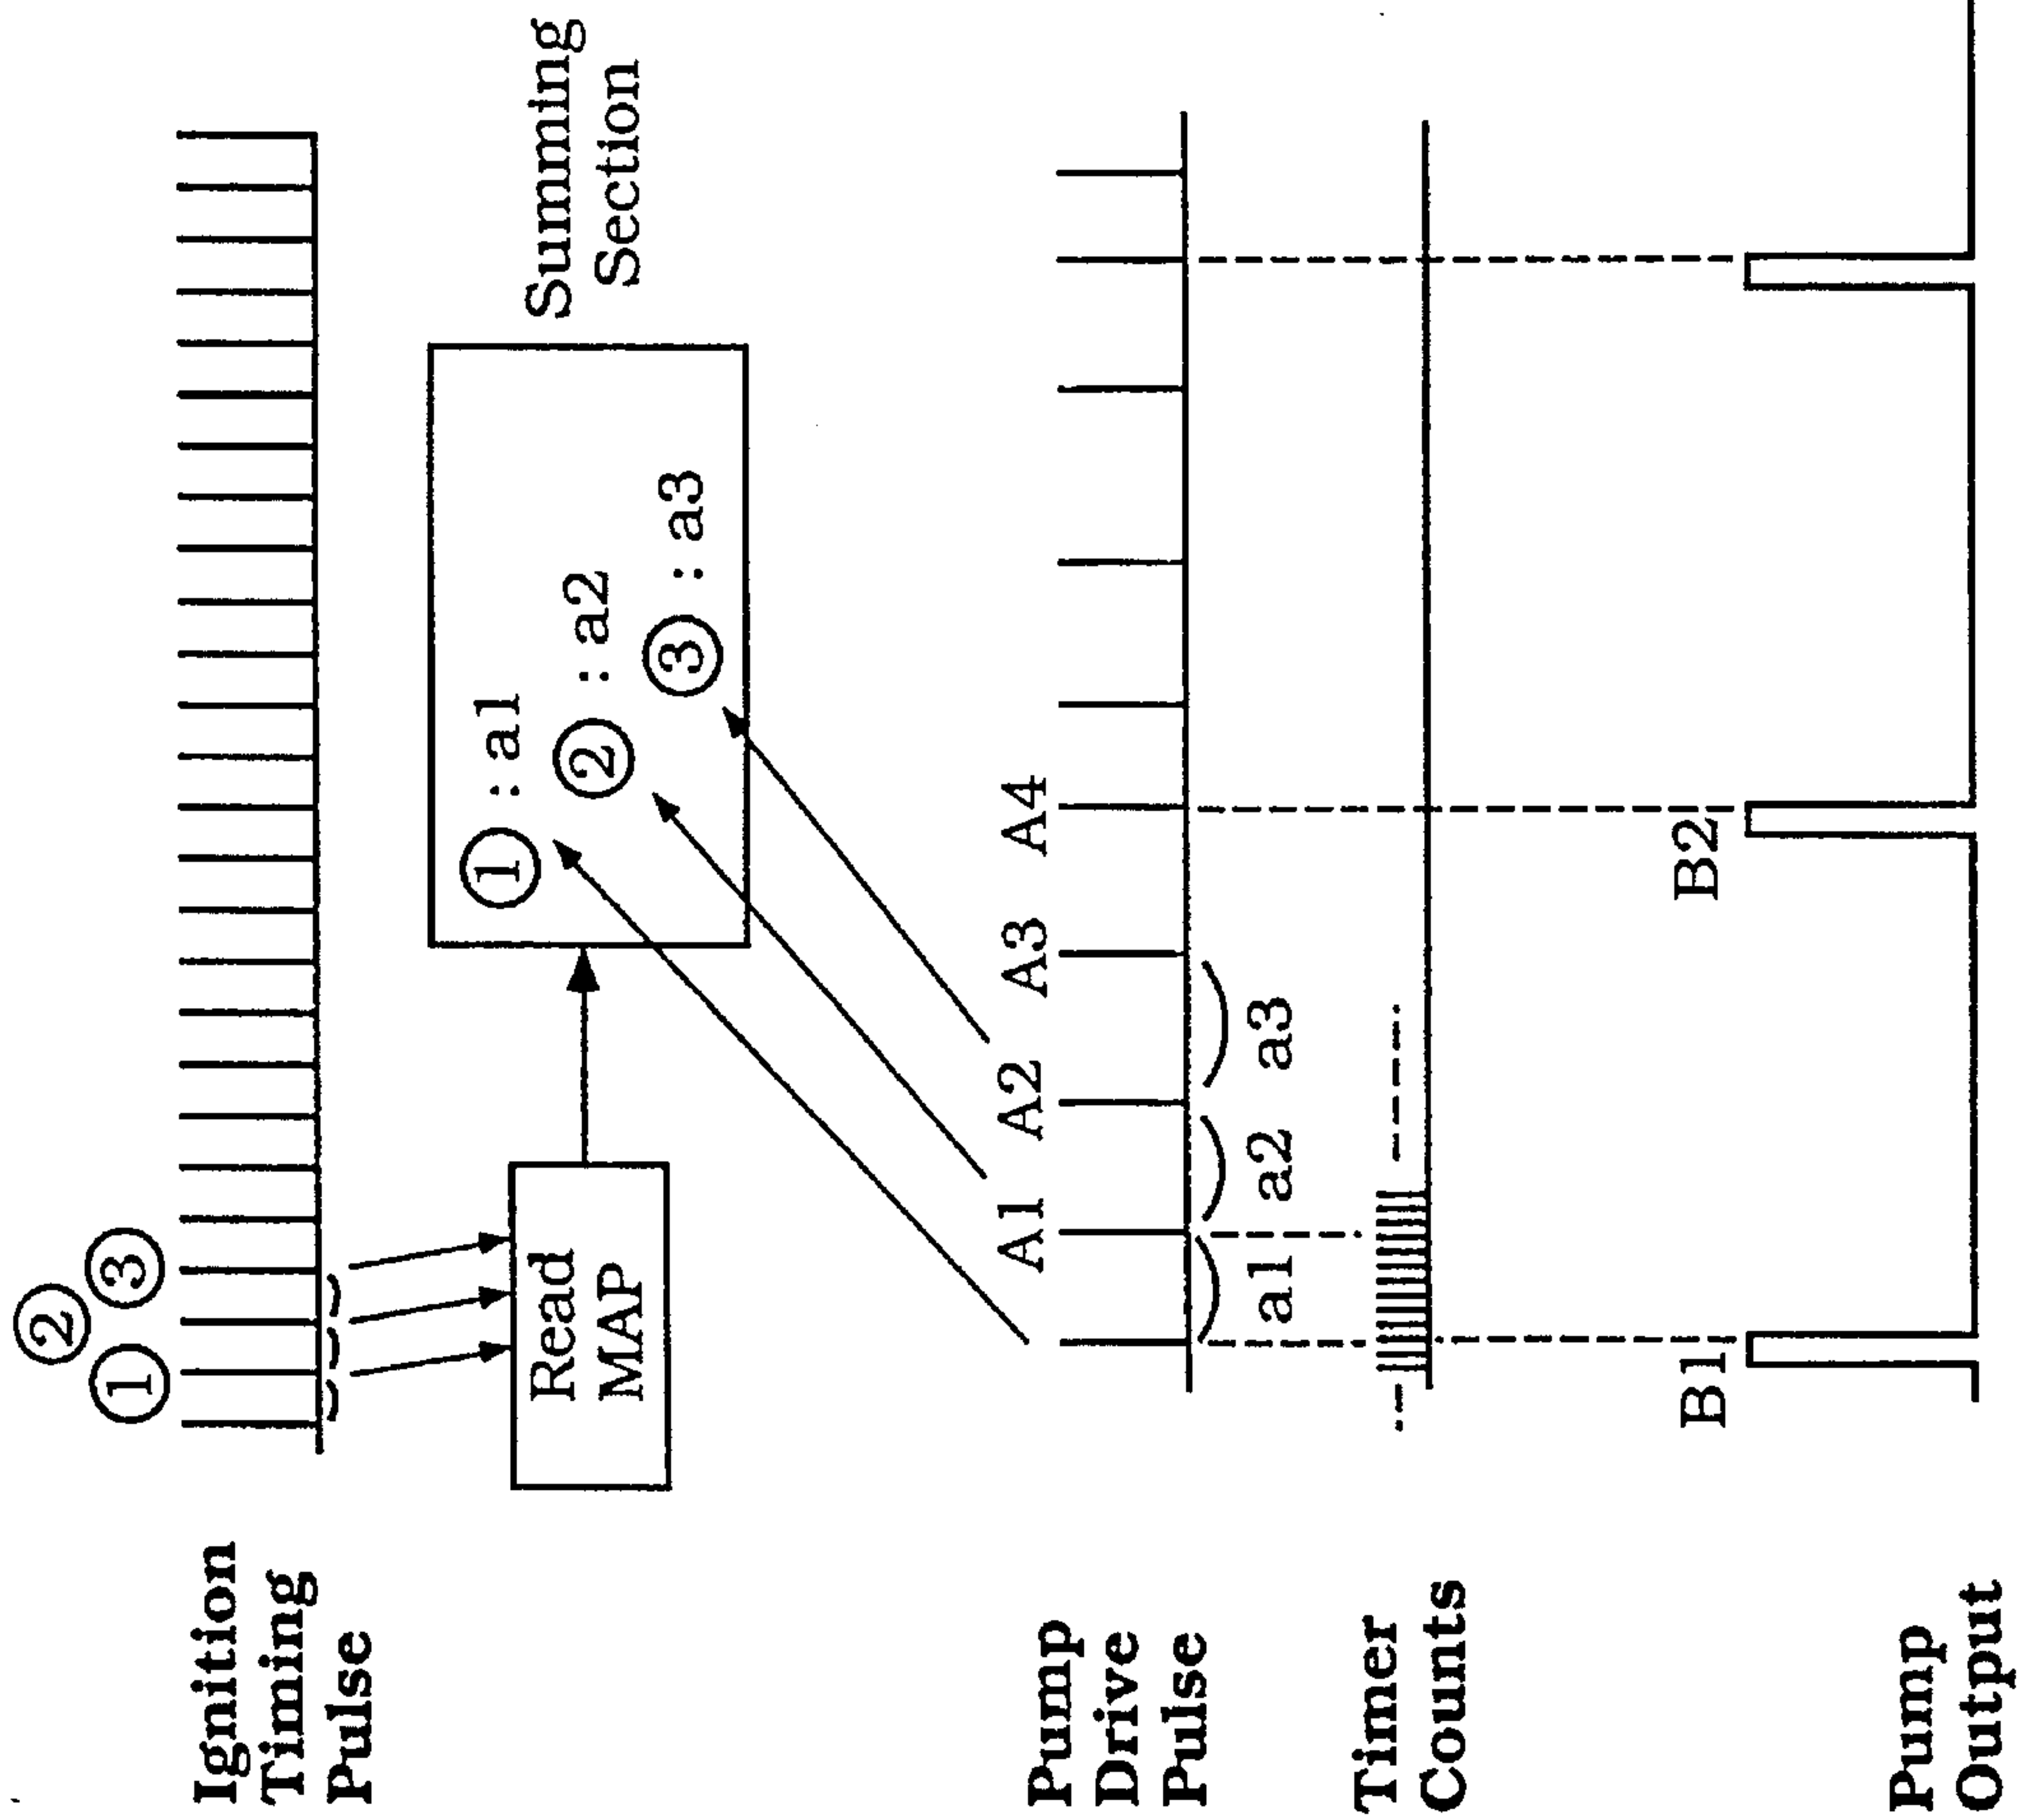 Ignition
Timing
Pulse
① ② ③
Read
MAP
① : a1
② : a2
③ : a3
Summing
Section
Pump
Drive
Pulse
A1 A2 A3 A4
a1 a2 a3
Timer
Counts
Pump
Output
B1 B2